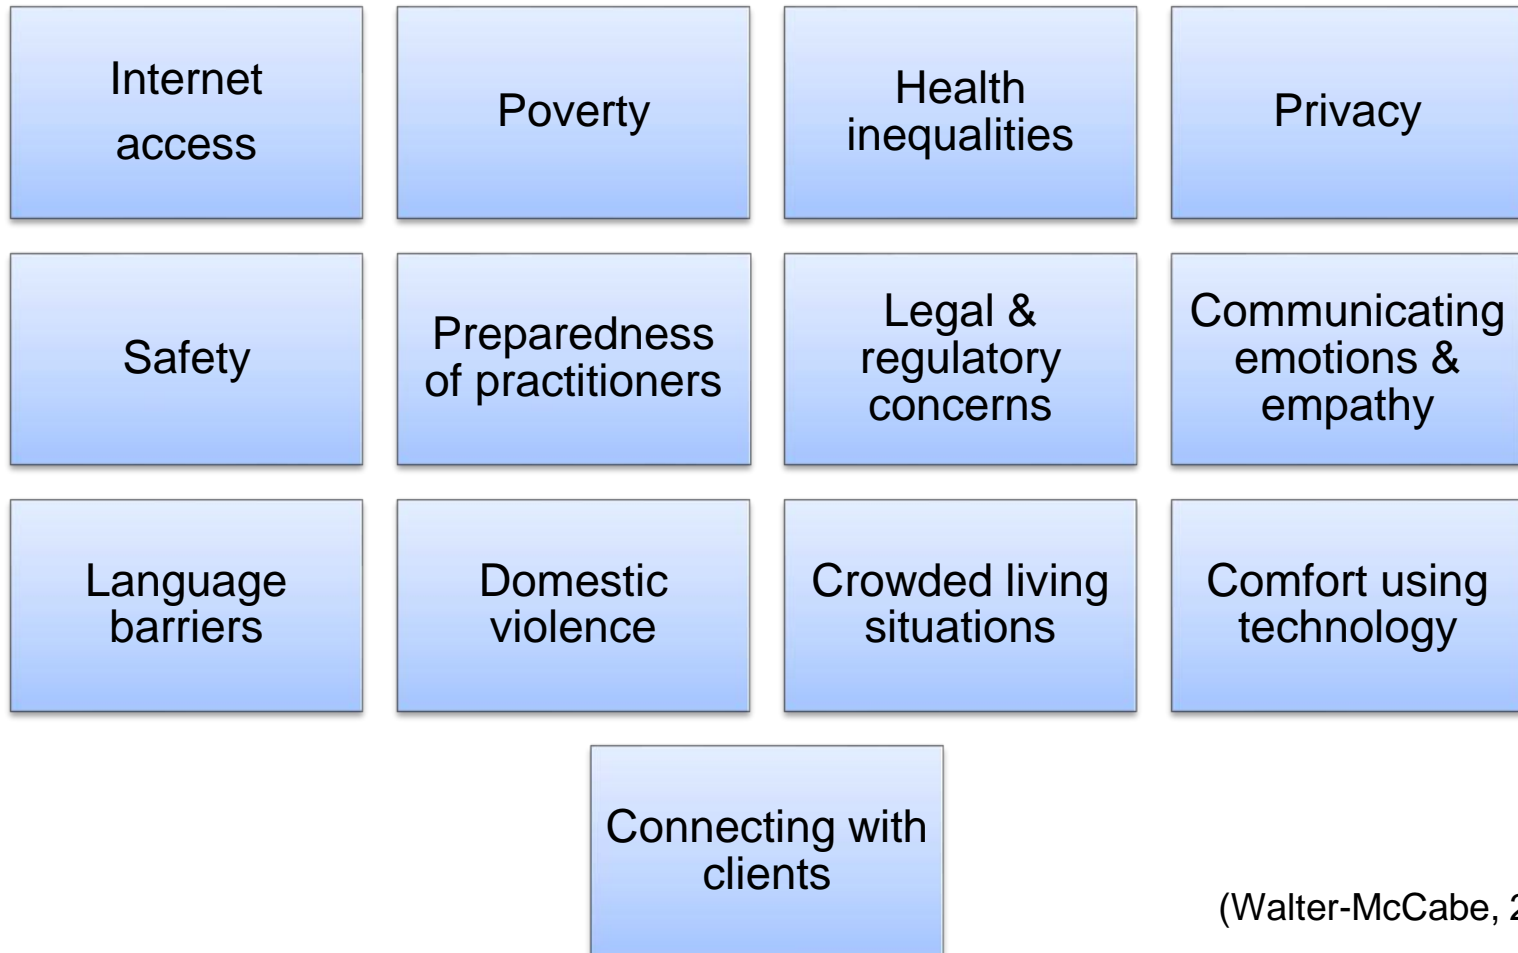 Internet
access
Poverty
Health
inequalities
Privacy
Safety
Preparedness
of practitioners
Legal &
regulatory
concerns
Communicating
emotions &
empathy
Language
barriers
Domestic
violence
Crowded living
situations
Comfort using
technology
Connecting with
clients
(Walter-McCabe, 2